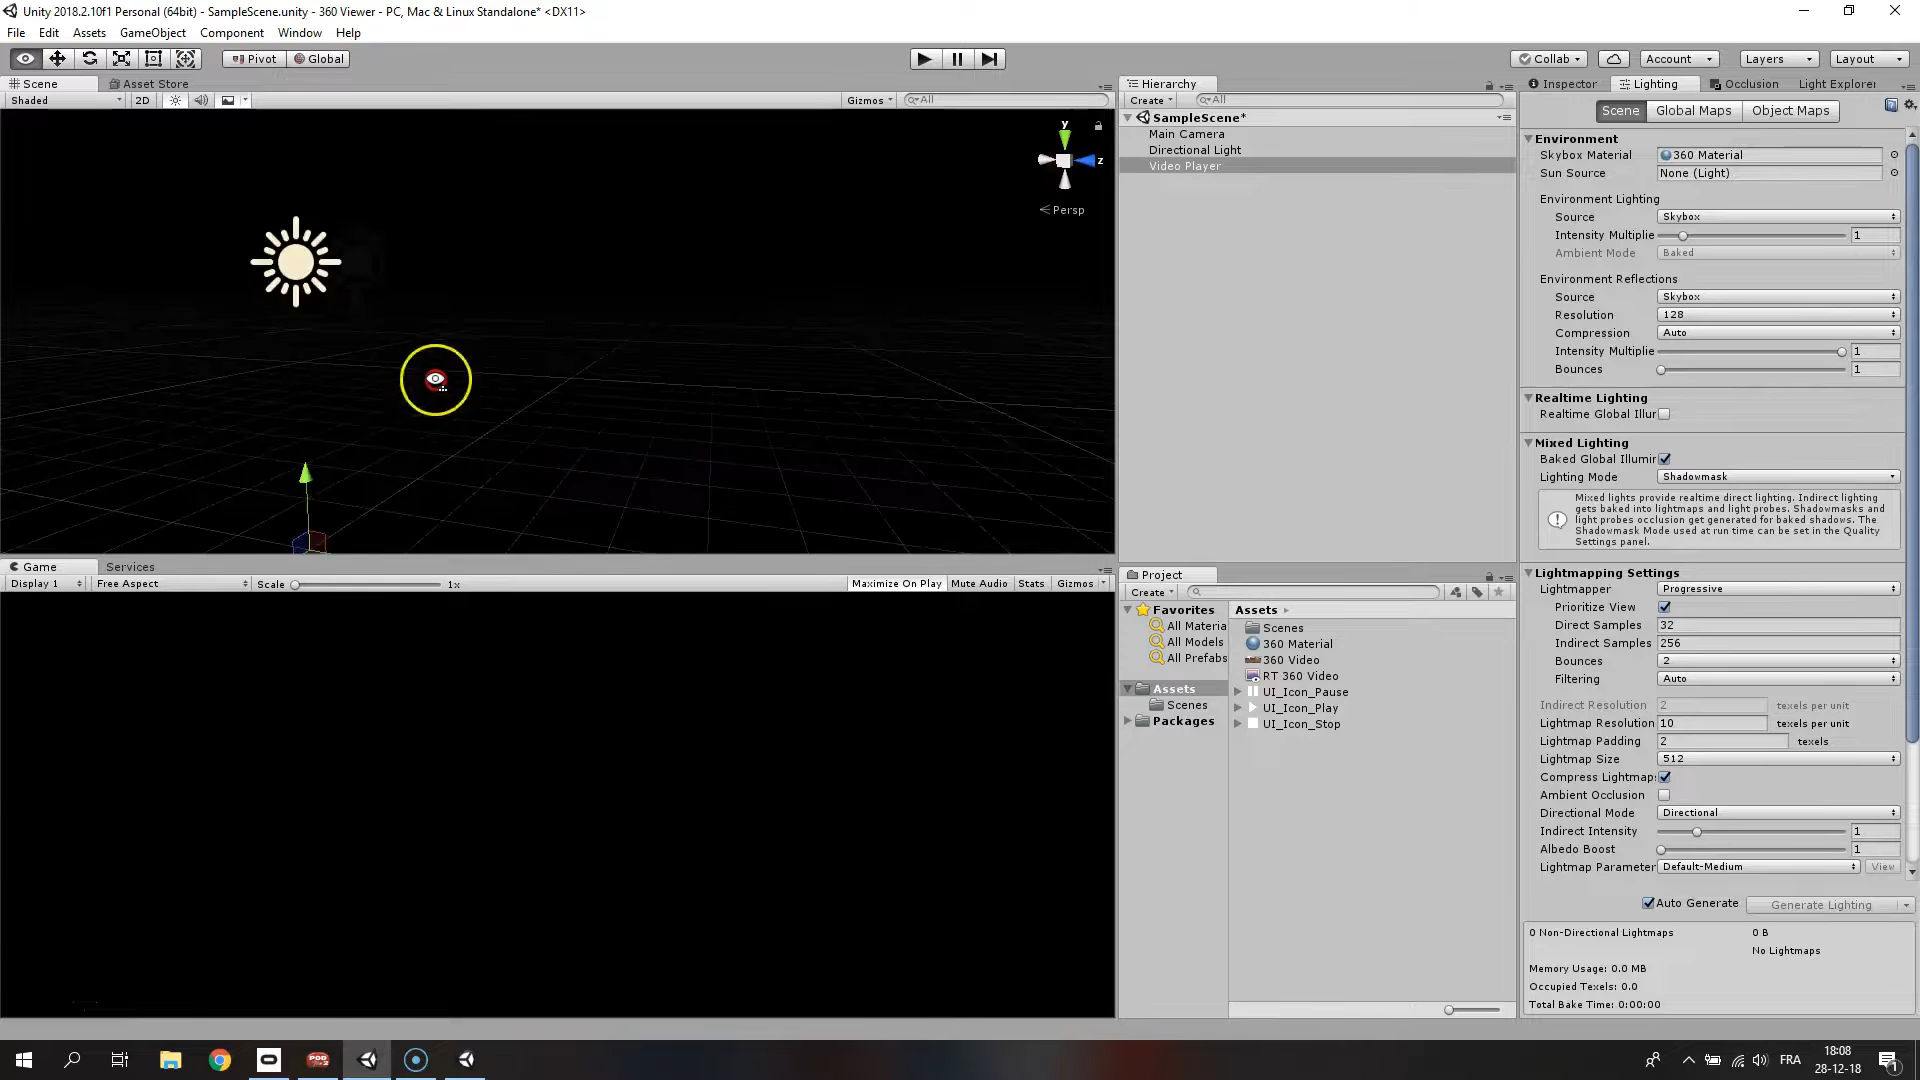 Unity 2018.2.10f1 Personal (64bit) - SampleScene.unity - 360 Viewer - PC, Mac & Linux Standalone* <DX11>
File Edit Assets GameObject Component Window Help
Pivot Global Collab Account Layers Layout
Scene Asset Store
Shaded 2D Gizmos All
y
z
Persp
Game Services
Display 1 Free Aspect Scale 1x Maximize On Play Mute Audio Stats Gizmos
Hierarchy
Create All
SampleScene*
Main Camera
Directional Light
Video Player
Project
Create
Favorites
All Materia
All Models
All Prefabs
Assets
Scenes
Packages
Assets
Scenes
360 Material
360 Video
RT 360 Video
UI_Icon_Pause
UI_Icon_Play
UI_Icon_Stop
Inspector Lighting Occlusion Light Explorer
Scene Global Maps Object Maps
Environment
Skybox Material 360 Material
Sun Source None (Light)
Environment Lighting
Source Skybox
Intensity Multiplie 1
Ambient Mode Baked
Environment Reflections
Source Skybox
Resolution 128
Compression Auto
Intensity Multiplie 1
Bounces 1
Realtime Lighting
Realtime Global Illur
Mixed Lighting
Baked Global Illumir
Lighting Mode Shadowmask
Mixed lights provide realtime direct lighting. Indirect lighting
gets baked into lightmaps and light probes. Shadowmasks and
light probes occlusion get generated for baked shadows. The
Shadowmask Mode used at run time can be set in the Quality
Settings panel.
Lightmapping Settings
Lightmapper Progressive
Prioritize View
Direct Samples 32
Indirect Samples 256
Bounces 2
Filtering Auto
Indirect Resolution 2 texels per unit
Lightmap Resolution 10 texels per unit
Lightmap Padding 2 texels
Lightmap Size 512
Compress Lightmap:
Ambient Occlusion
Directional Mode Directional
Indirect Intensity 1
Albedo Boost 1
Lightmap Parameter Default-Medium View
Auto Generate Generate Lighting
0 Non-Directional Lightmaps 0 B
No Lightmaps
Memory Usage: 0.0 MB
Occupied Texels: 0.0
Total Bake Time: 0:00:00
FRA
18:08
28-12-18